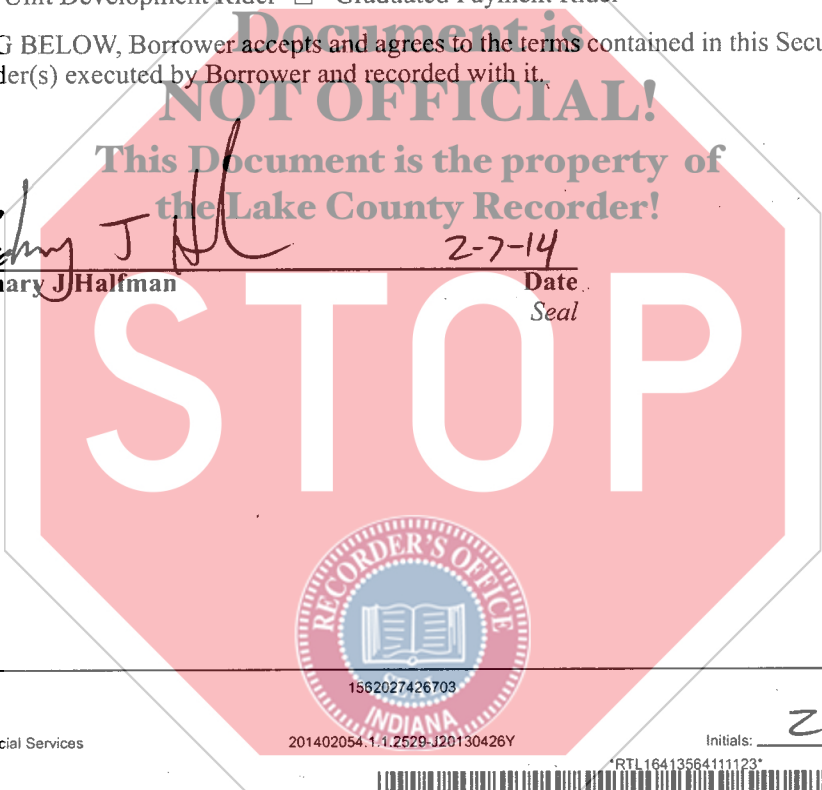 Unit Development Rider ☐ Graduated Payment Rider
Document is
G BELOW, Borrower accepts and agrees to the terms contained in this Secu
der(s) executed by Borrower and recorded with it.
NOT OFFICIAL!
This Document is the property of
the Lake County Recorder!
J
2-7-14
ary J Halfman
Date
Seal
STOP
RECORDER'S OFFICE
SEAL
INDIANA
1562027426703
cial Services
201402054.1.1.2529-J20130426Y
Initials: Z
*RTL16413564111123*